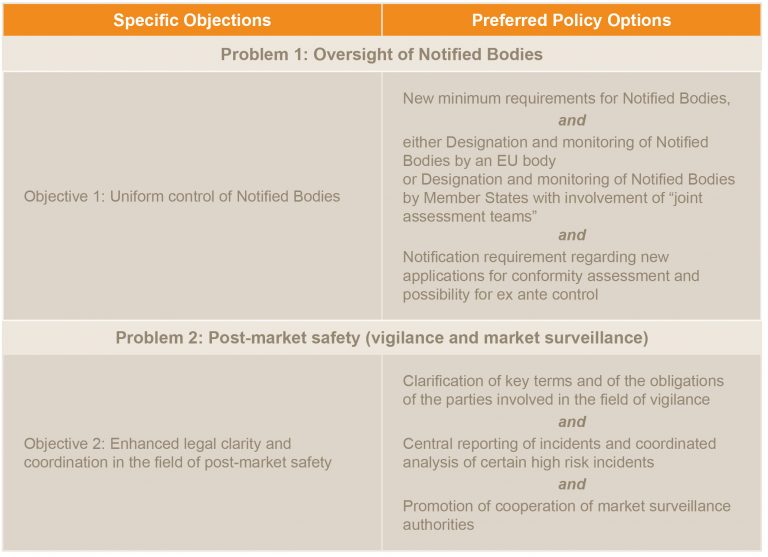 Specific Objections
Preferred Policy Options
Problem 1: Oversight of Notified Bodies
Objective 1: Uniform control of Notified Bodies
New minimum requirements for Notified Bodies,
and
either Designation and monitoring of Notified
Bodies by an EU body
or Designation and monitoring of Notified Bodies
by Member States with involvement of “joint
assessment teams”
and
Notification requirement regarding new
applications for conformity assessment and
possibility for ex ante control
Problem 2: Post-market safety (vigilance and market surveillance)
Objective 2: Enhanced legal clarity and
coordination in the field of post-market safety
Clarification of key terms and of the obligations
of the parties involved in the field of vigilance
and
Central reporting of incidents and coordinated
analysis of certain high risk incidents
and
Promotion of cooperation of market surveillance
authorities